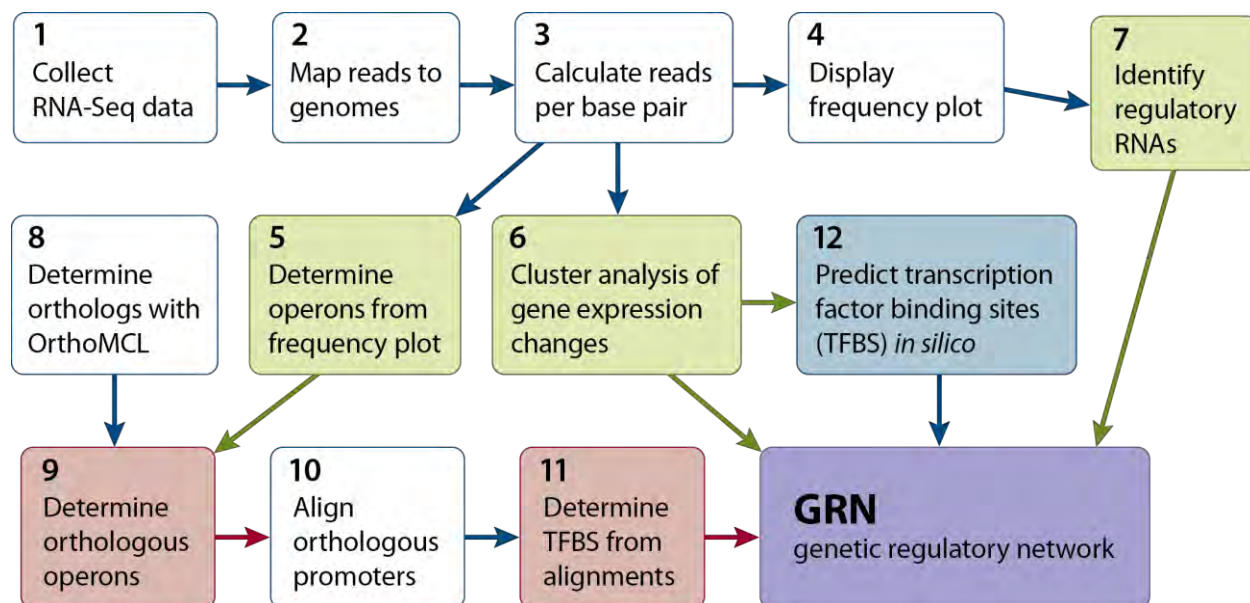 1
Collect
RNA-Seq data
2
Map reads to
genomes
3
Calculate reads
per base pair
4
Display
frequency plot
7
Identify
regulatory
RNAs
8
Determine
orthologs with
OrthoMCL
5
Determine
operons from
frequency plot
6
Cluster analysis of
gene expression
changes
12
Predict transcription
factor binding sites
(TFBS) in silico
9
Determine
orthologous
operons
10
Align
orthologous
promoters
11
Determine
TFBS from
alignments
GRN
genetic regulatory network